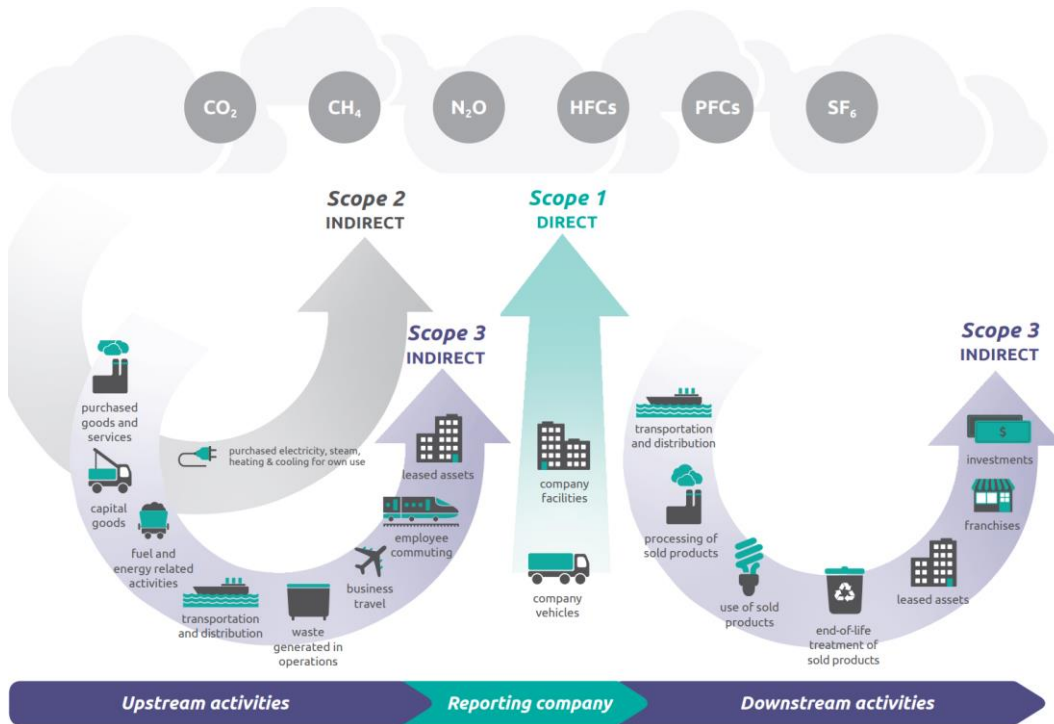 CO₂
CH₄
N₂O
HFCs
PFCs
SF₆
Scope 2
INDIRECT
Scope 1
DIRECT
Scope 3
INDIRECT
Scope 3
INDIRECT
purchased
goods and
services
capital
goods
fuel and
energy related
activities
transportation
and distribution
waste
generated in
operations
business
travel
employee
commuting
leased assets
purchased electricity, steam,
heating & cooling for own use
company
facilities
company
vehicles
transportation
and distribution
processing of
sold products
use of sold
products
end-of-life
treatment of
sold products
leased assets
franchises
$
investments
Upstream activities
Reporting company
Downstream activities